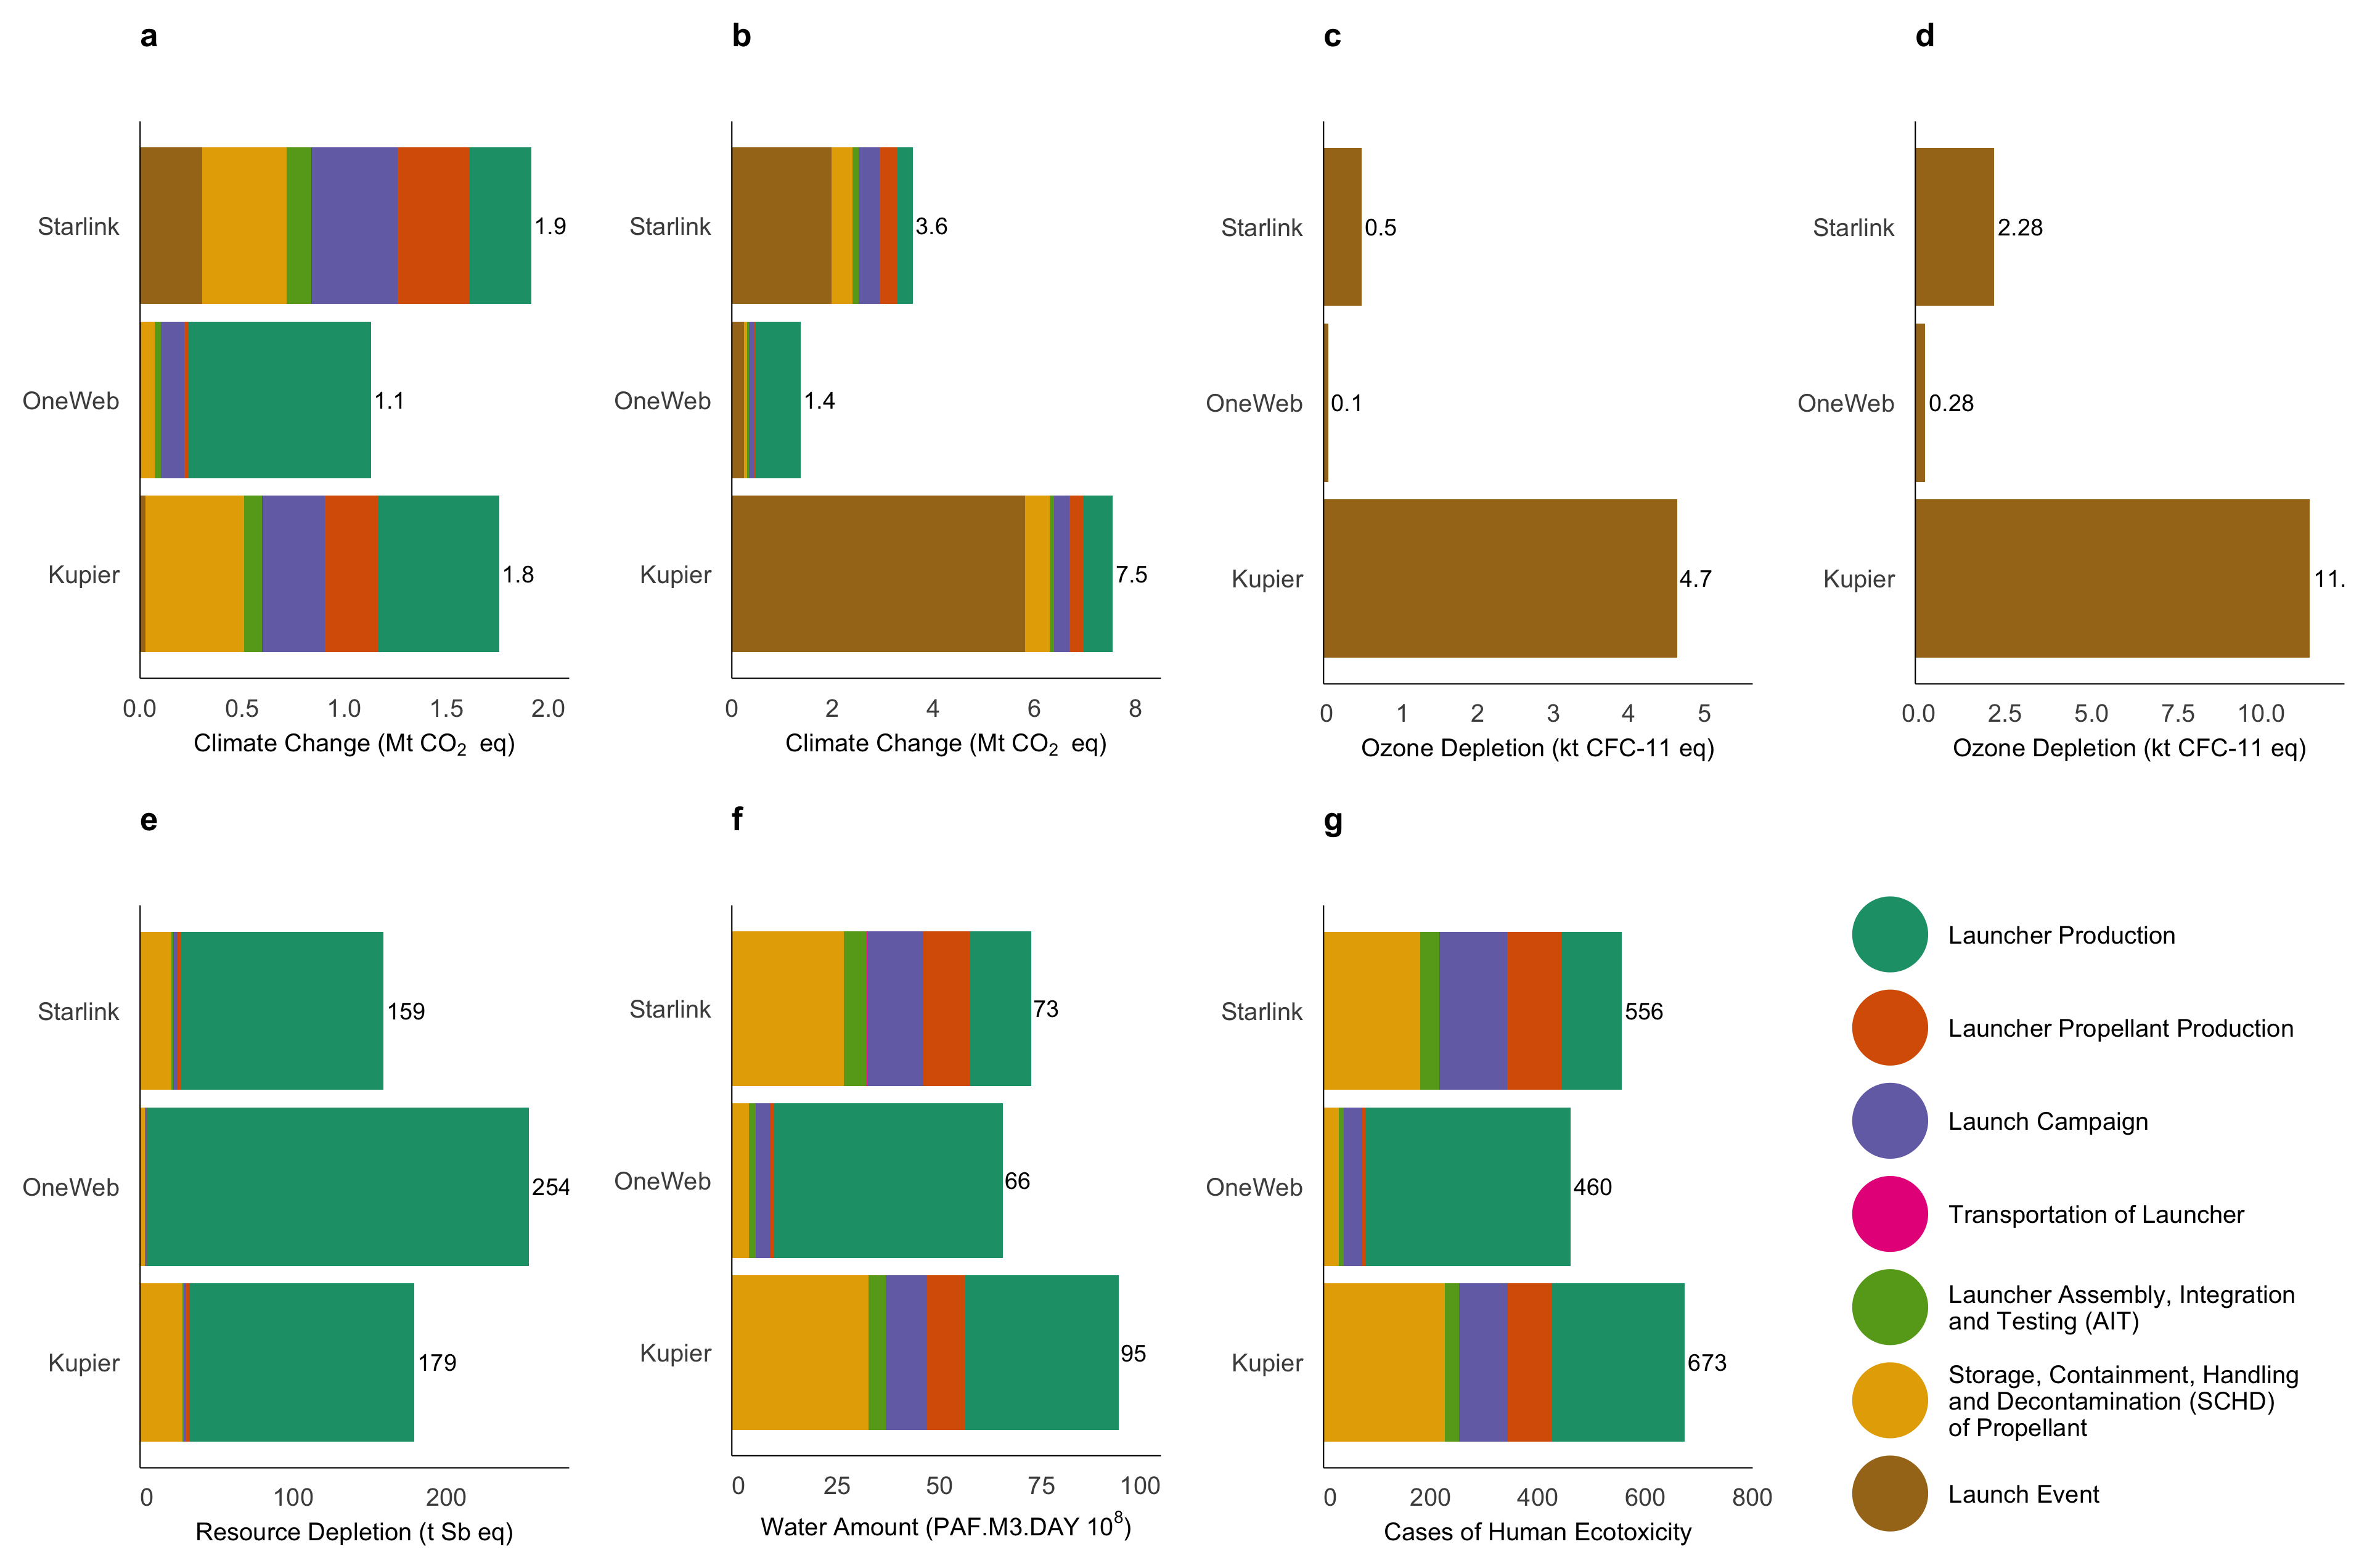 a
Starlink
1.9
OneWeb
1.1
Kupier
1.8
0.0 0.5 1.0 1.5 2.0
Climate Change (Mt CO₂ eq)
b
Starlink
3.6
OneWeb
1.4
Kupier
7.5
0 2 4 6 8
Climate Change (Mt CO₂ eq)
c
Starlink
0.5
OneWeb
0.1
Kupier
4.7
0 1 2 3 4 5
Ozone Depletion (kt CFC-11 eq)
d
Starlink
2.28
OneWeb
0.28
Kupier
11.
0.0 2.5 5.0 7.5 10.0
Ozone Depletion (kt CFC-11 eq)
e
Starlink
159
OneWeb
254
Kupier
179
0 100 200
Resource Depletion (t Sb eq)
f
Starlink
73
OneWeb
66
Kupier
95
0 25 50 75 100
Water Amount (PAF.M3.DAY 10⁸)
g
Starlink
556
OneWeb
460
Kupier
673
0 200 400 600 800
Cases of Human Ecotoxicity
Launcher Production
Launcher Propellant Production
Launch Campaign
Transportation of Launcher
Launcher Assembly, Integration
and Testing (AIT)
Storage, Containment, Handling
and Decontamination (SCHD)
of Propellant
Launch Event